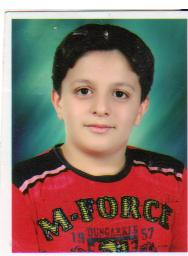 M-FORCE
DUNGAREES
19 57